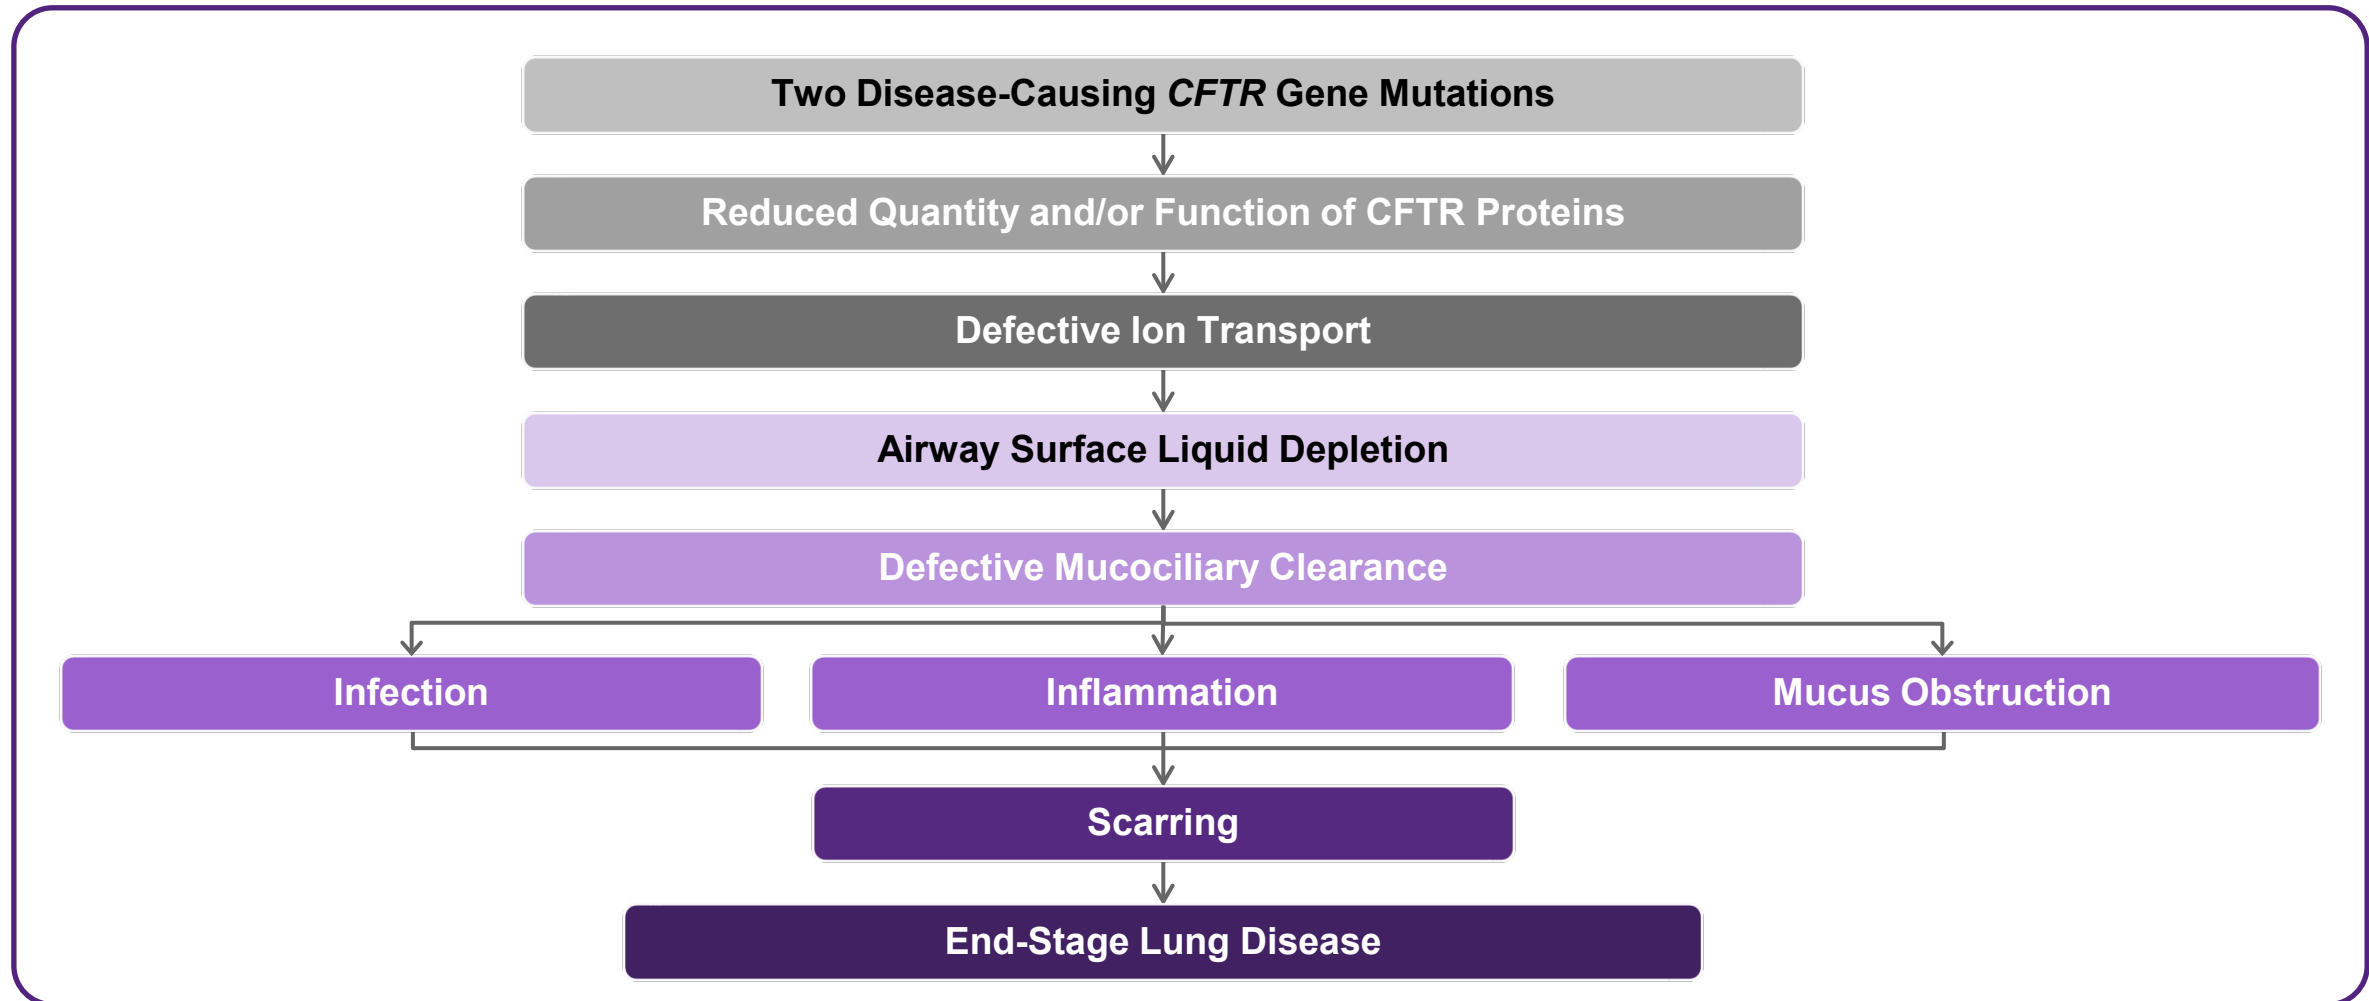 Two Disease-Causing CFTR Gene Mutations
Reduced Quantity and/or Function of CFTR Proteins
Defective Ion Transport
Airway Surface Liquid Depletion
Defective Mucociliary Clearance
Infection
Inflammation
Mucus Obstruction
Scarring
End-Stage Lung Disease